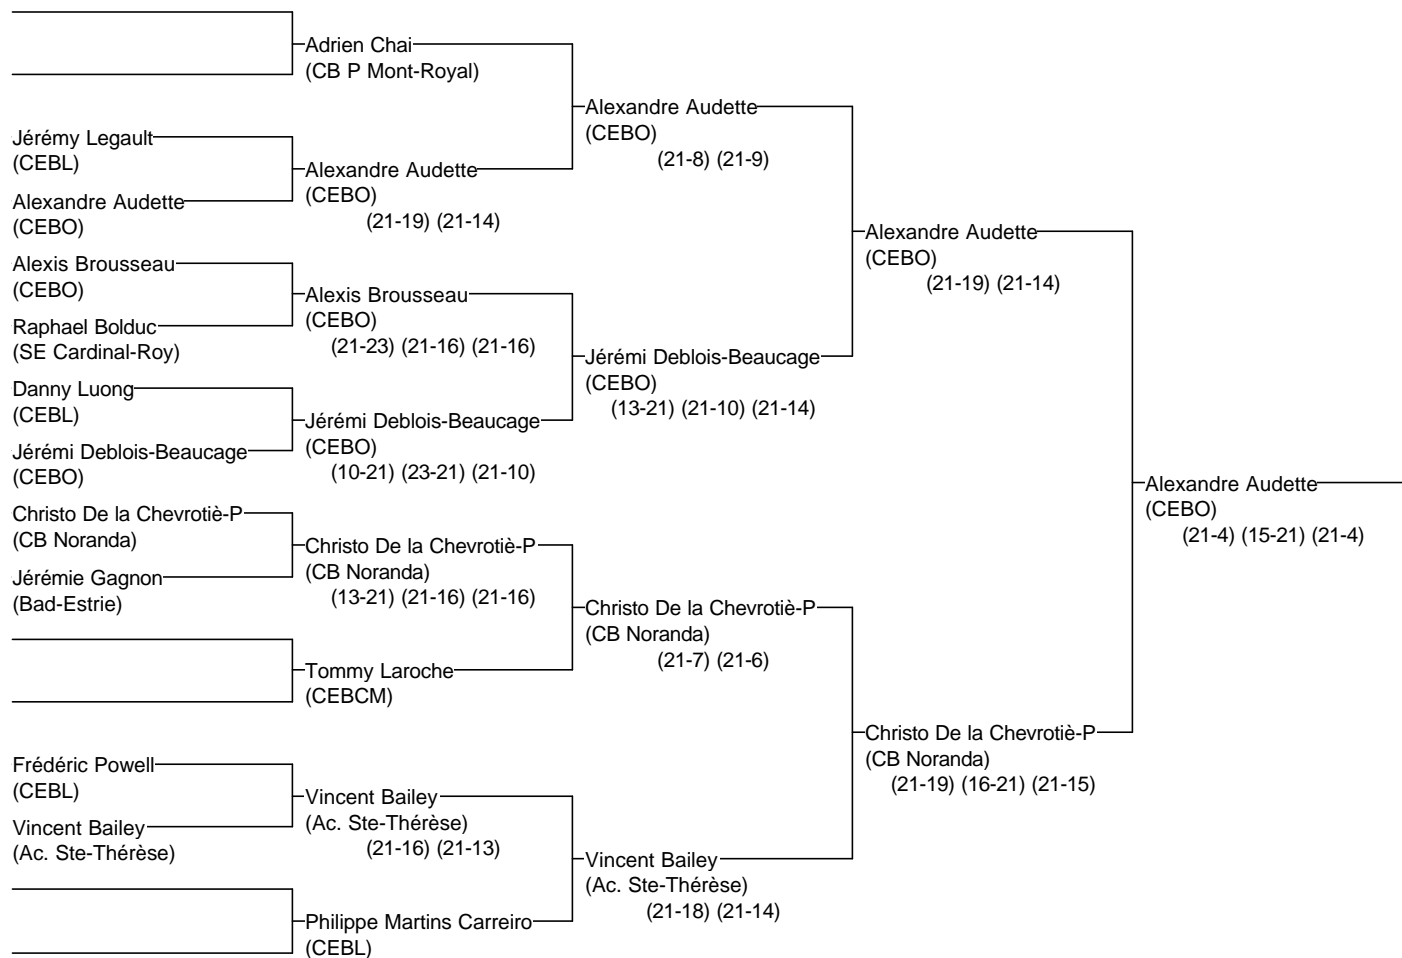 Adrien Chai
(CB P Mont-Royal)
Alexandre Audette
(CEBO)
(21-8) (21-9)
Jérémy Legault
(CEBL)
Alexandre Audette
(CEBO)
(21-19) (21-14)
Alexandre Audette
(CEBO)
Alexandre Audette
(CEBO)
(21-19) (21-14)
Alexis Brousseau
(CEBO)
Alexis Brousseau
(CEBO)
(21-23) (21-16) (21-16)
Raphael Bolduc
(SE Cardinal-Roy)
Jérémi Deblois-Beaucage
(CEBO)
(13-21) (21-10) (21-14)
Danny Luong
(CEBL)
Jérémi Deblois-Beaucage
(CEBO)
(10-21) (23-21) (21-10)
Jérémi Deblois-Beaucage
(CEBO)
Alexandre Audette
(CEBO)
(21-4) (15-21) (21-4)
Christo De la Chevrotiè-P
(CB Noranda)
Christo De la Chevrotiè-P
(CB Noranda)
(13-21) (21-16) (21-16)
Jérémie Gagnon
(Bad-Estrie)
Christo De la Chevrotiè-P
(CB Noranda)
(21-7) (21-6)
Tommy Laroche
(CEBCM)
Christo De la Chevrotiè-P
(CB Noranda)
(21-19) (16-21) (21-15)
Frédéric Powell
(CEBL)
Vincent Bailey
(Ac. Ste-Thérèse)
(21-16) (21-13)
Vincent Bailey
(Ac. Ste-Thérèse)
Vincent Bailey
(Ac. Ste-Thérèse)
(21-18) (21-14)
Philippe Martins Carreiro
(CEBL)